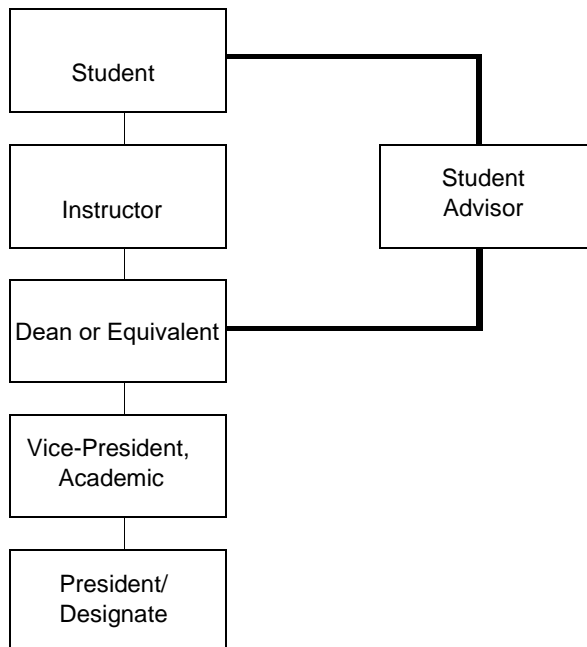 Student
Instructor
Student
Advisor
Dean or Equivalent
Vice-President,
Academic
President/
Designate